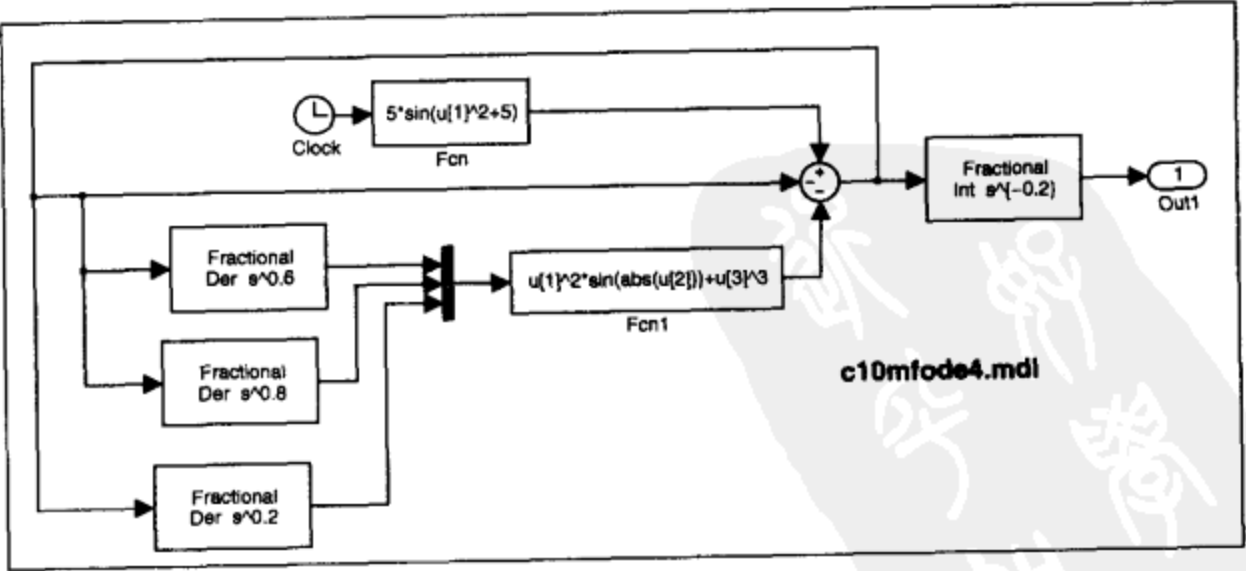 5*sin(u[1]^2+5)
Clock
Fcn
Fractional
Int s^{-0.2}
1
Out1
Fractional
Der s^0.6
u[1]^2*sin(abs(u[2]))+u[3]^3
Fcn1
Fractional
Der s^0.8
c10mfode4.mdl
Fractional
Der s^0.2